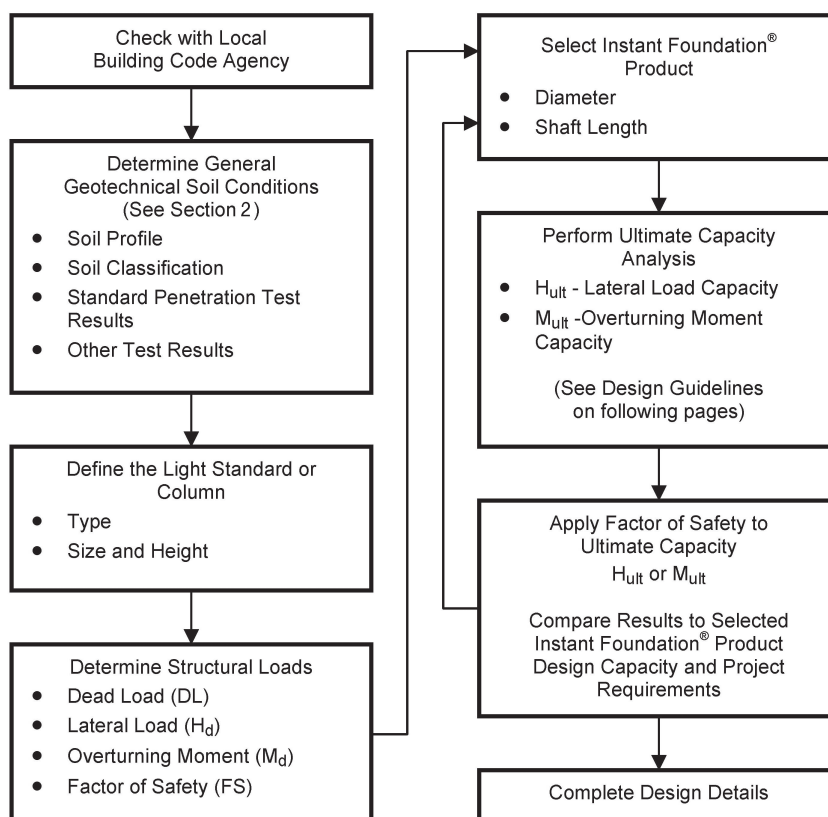 Check with Local
Building Code Agency
Determine General
Geotechnical Soil Conditions
(See Section 2)
● Soil Profile
● Soil Classification
● Standard Penetration Test
Results
● Other Test Results
Define the Light Standard or
Column
● Type
● Size and Height
Determine Structural Loads
● Dead Load (DL)
● Lateral Load (Hd)
● Overturning Moment (Md)
● Factor of Safety (FS)
Select Instant Foundation®
Product
● Diameter
● Shaft Length
Perform Ultimate Capacity
Analysis
● Hult - Lateral Load Capacity
● Mult -Overturning Moment
Capacity
(See Design Guidelines
on following pages)
Apply Factor of Safety to
Ultimate Capacity
Hult or Mult
Compare Results to Selected
Instant Foundation® Product
Design Capacity and Project
Requirements
Complete Design Details